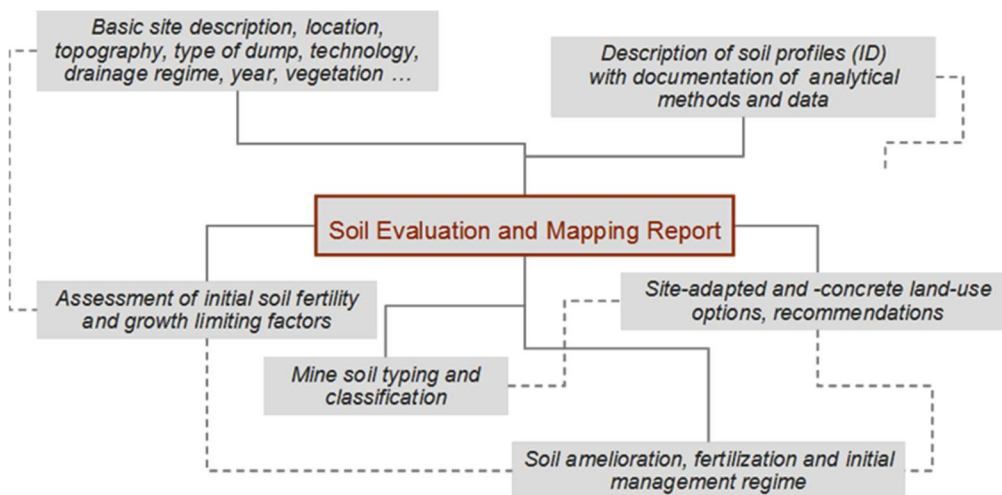 Basic site description, location,
topography, type of dump, technology,
drainage regime, year, vegetation ...
Description of soil profiles (ID)
with documentation of analytical
methods and data
Soil Evaluation and Mapping Report
Assessment of initial soil fertility
and growth limiting factors
Site-adapted and -concrete land-use
options, recommendations
Mine soil typing and
classification
Soil amelioration, fertilization and initial
management regime